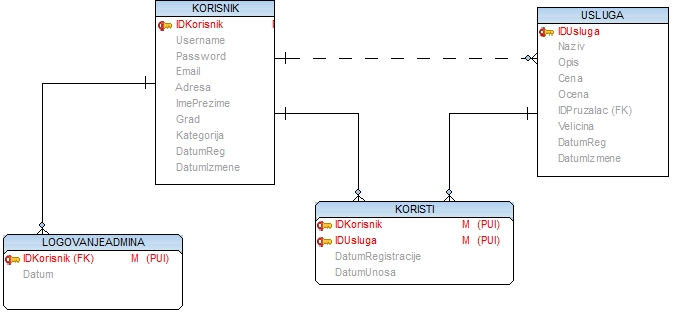 KORISNIK
IDKorisnik M
Username
Password
Email
Adresa
ImePrezime
Grad
Kategorija
DatumReg
DatumIzmene
USLUGA
IDUsluga
Naziv
Opis
Cena
Ocena
IDPruzalac (FK)
Velicina
DatumReg
DatumIzmene
KORISTI
IDKorisnik M (PUI)
IDUsluga M (PUI)
DatumRegistracije
DatumUnosa
LOGOVANJEADMINA
IDKorisnik (FK) M (PUI)
Datum